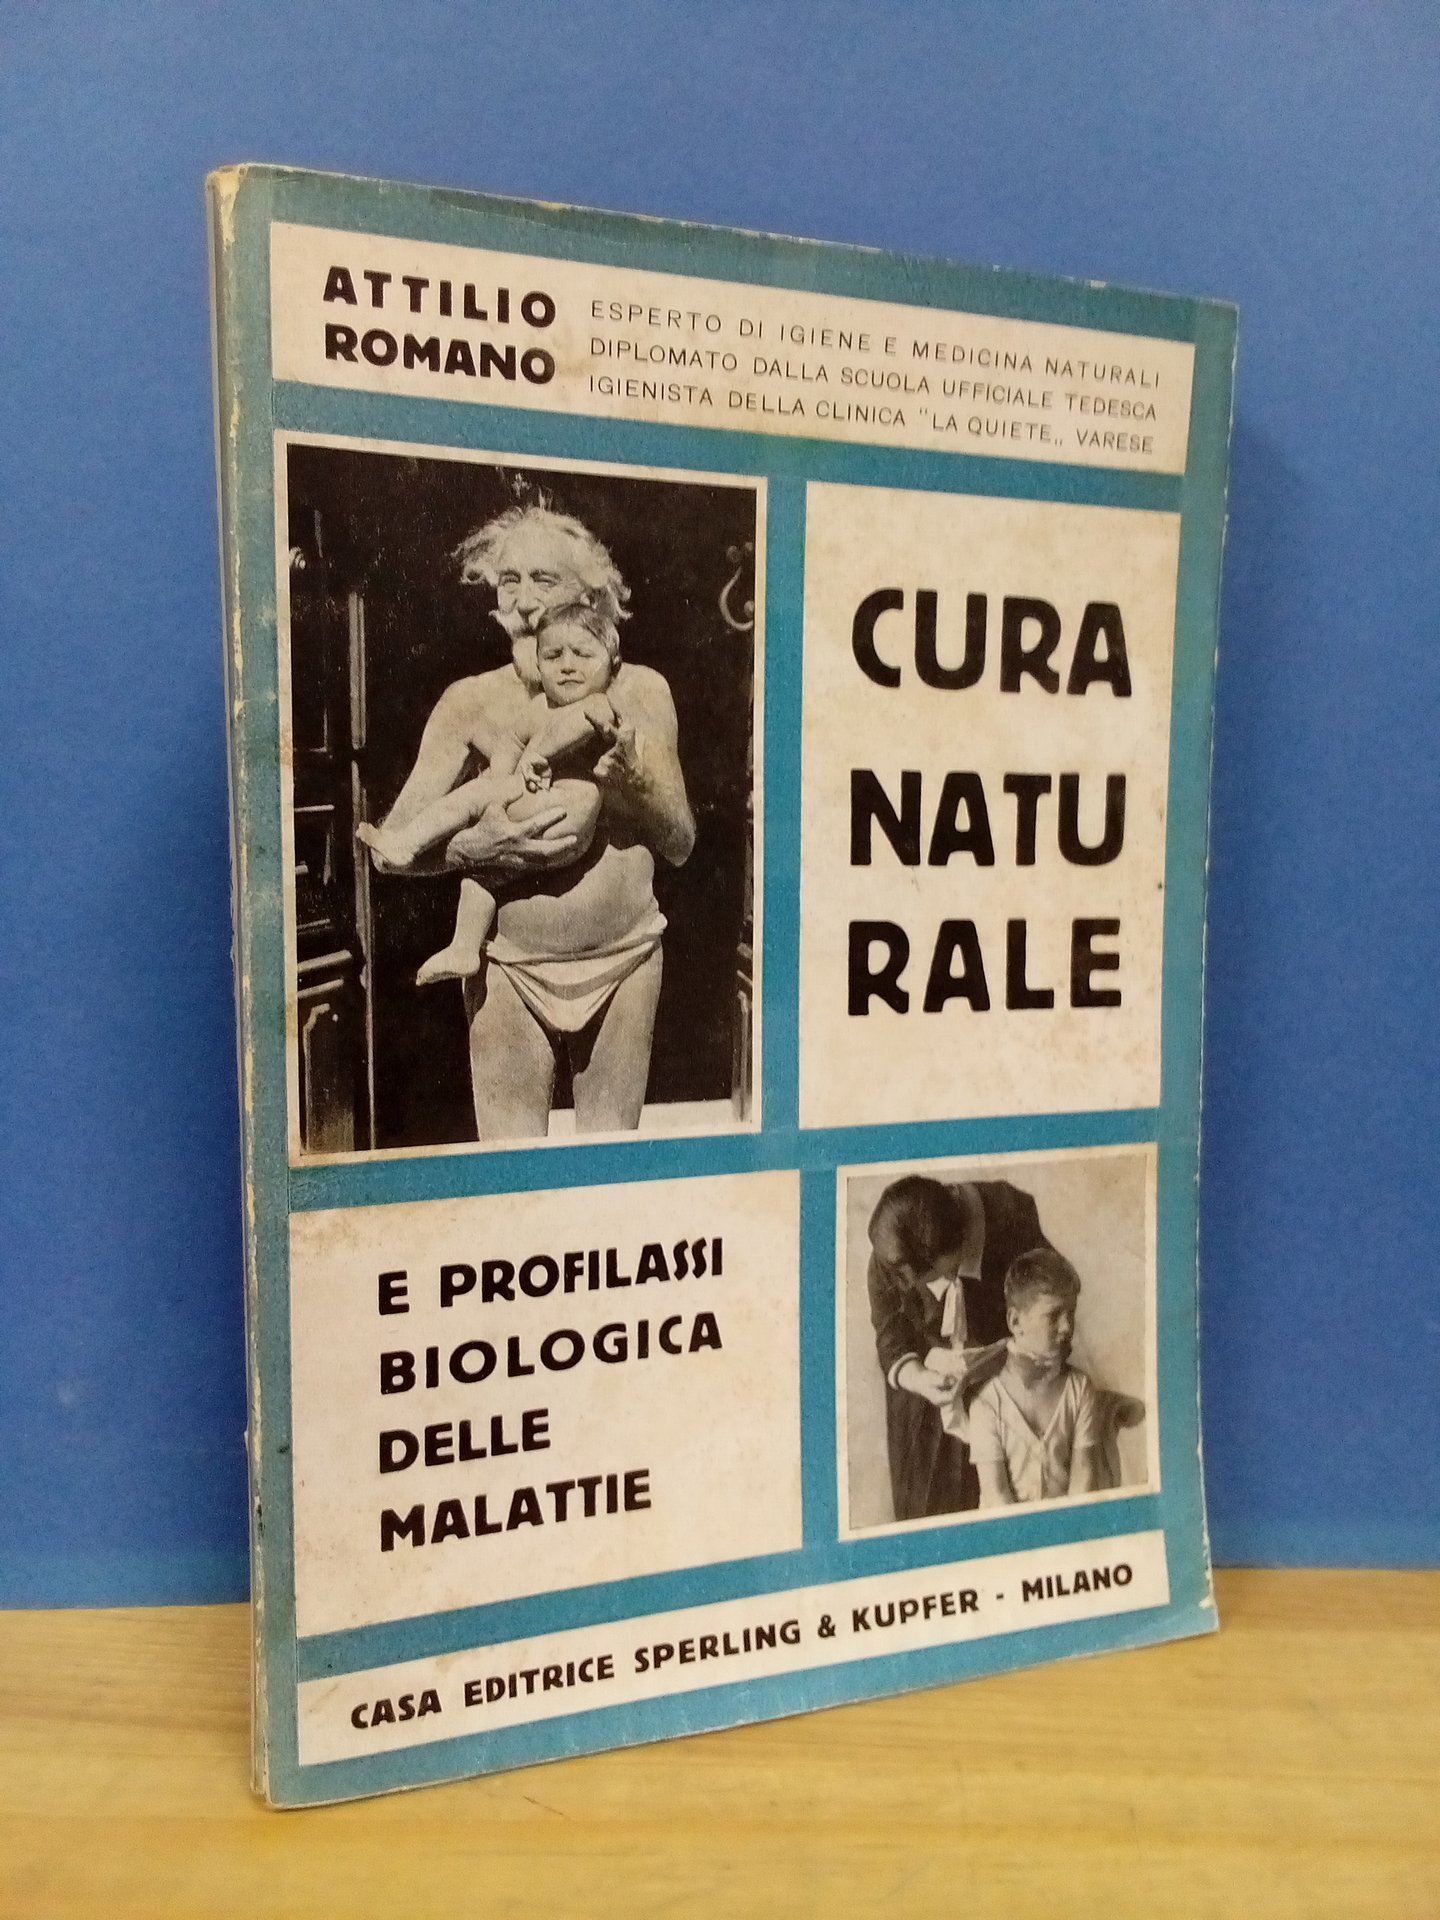 ATTILIO
ROMANO
ESPERTO DI IGIENE E MEDICINA NATURALI
DIPLOMATO DALLA SCUOLA UFFICIALE TEDESCA
IGIENISTA DELLA CLINICA "LA QUIETE„ VARESE
CURA
NATU
RALE
E PROFILASSI
BIOLOGICA
DELLE
MALATTIE
CASA EDITRICE SPERLING & KUPFER - MILANO